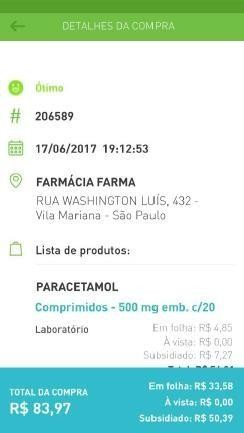 DETALHES DA COMPRA
Ótimo
# 206589
17/06/2017 19:12:53
FARMÁCIA FARMA
RUA WASHINGTON LUÍS, 432 -
Vila Mariana - São Paulo
Lista de produtos:
PARACETAMOL
Comprimidos - 500 mg emb. c/20
Laboratório
Em folha: R$ 4,85
À vista: R$ 0,00
Subsidiado: R$ 7,27
TOTAL DA COMPRA
R$ 83,97
Em folha: R$ 33,58
À vista: R$ 0,00
Subsidiado: R$ 50,39